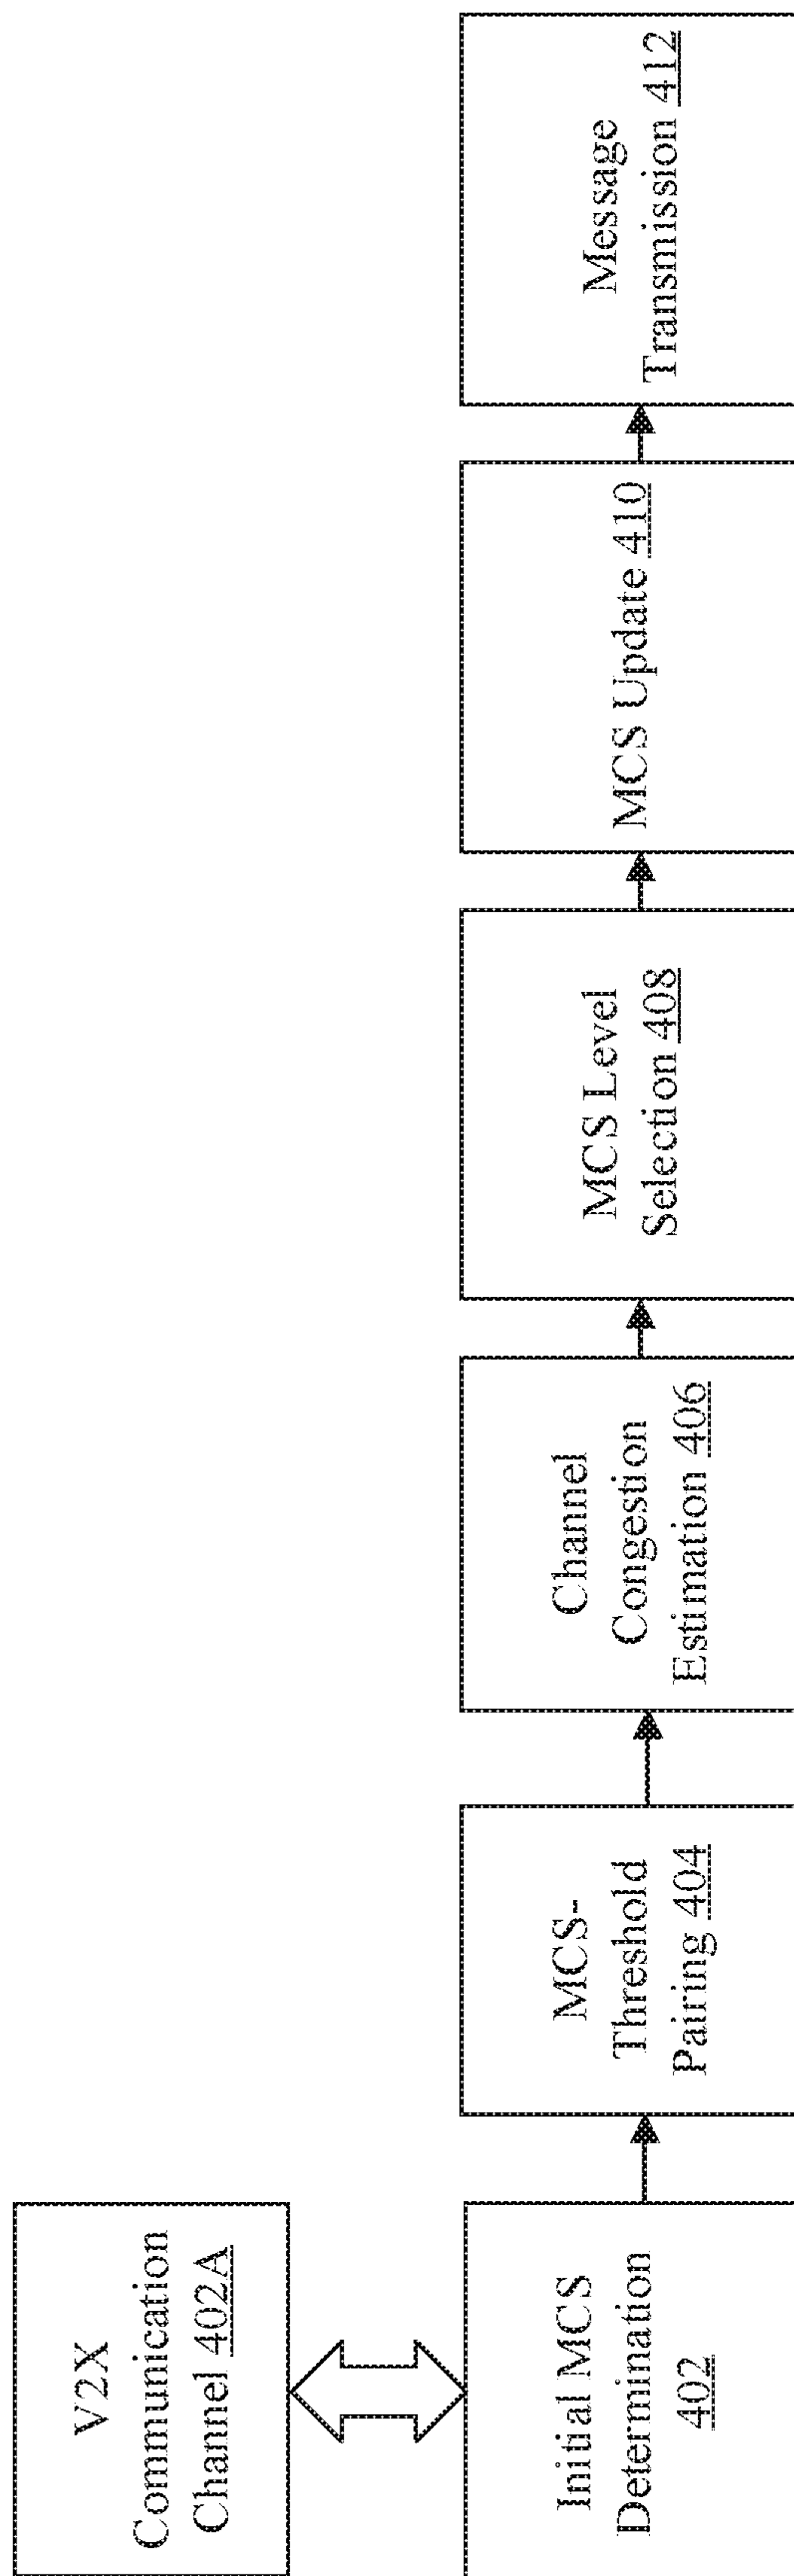 V2X
Communication
Channel 402A
Initial MCS
Determination
402
MCS-
Threshold
Pairing 404
Channel
Congestion
Estimation 406
MCS Level
Selection 408
MCS Update 410
Message
Transmission 412